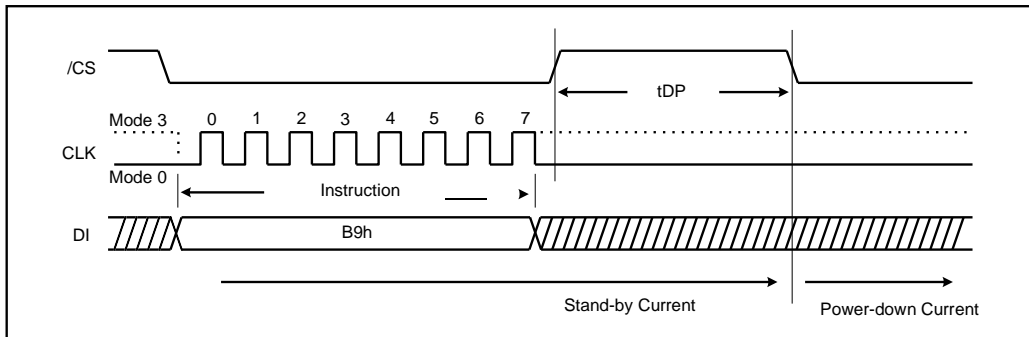 /CS
tDP
Mode 3
0 1 2 3 4 5 6 7
CLK
Mode 0
Instruction
DI
B9h
Stand-by Current
Power-down Current